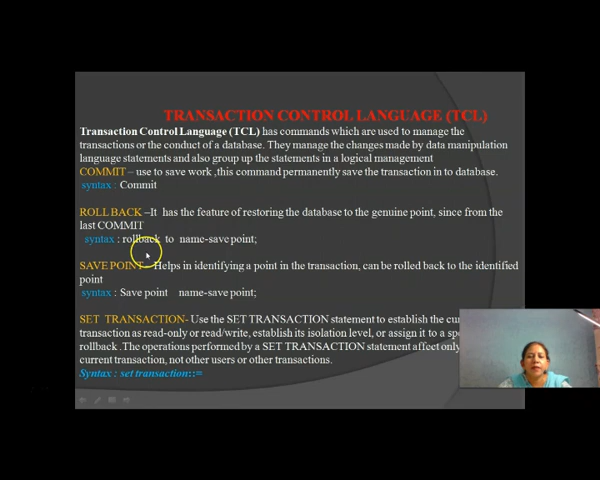 TRANSACTION CONTROL LANGUAGE (TCL)
Transaction Control Language (TCL) has commands which are used to manage the
transactions or the conduct of a database. They manage the changes made by data manipulation
language statements and also group up the statements in a logical management
COMMIT – use to save work ,this command permanently save the transaction in to database.
syntax : Commit
ROLL BACK –It has the feature of restoring the database to the genuine point, since from the
last COMMIT
syntax : rollback to name-save point;
SAVE POINT – Helps in identifying a point in the transaction, can be rolled back to the identified
point
syntax : Save point name-save point;
SET TRANSACTION- Use the SET TRANSACTION statement to establish the
transaction as read-only or read/write, establish its isolation level, or assign it to a
rollback .The operations performed by a SET TRANSACTION statement affect only
current transaction, not other users or other transactions.
Syntax : set transaction::=